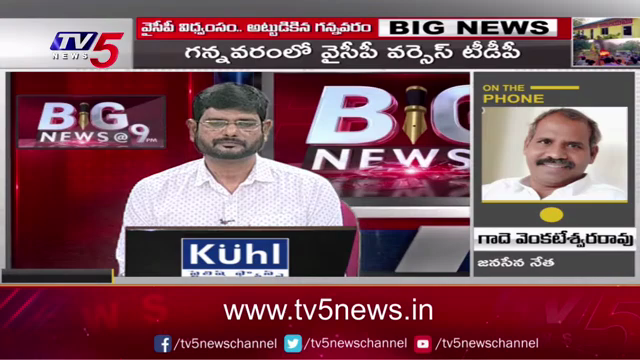 TV5
NEWS
వైసీపీ విధ్వంసం.. అట్టుడికిన గన్నవరం
BIG NEWS
గన్నవరంలో వైసీపీ వర్సెస్ టీడీపీ
ON THE
PHONE
BIG
NEWS@9PM
BIG
NEWS
Kühl
గాదె వెంకటేశ్వరరావు
జనసేన నేత
www.tv5news.in
/tv5newschannel
/tv5newschannel
/tv5newschannel